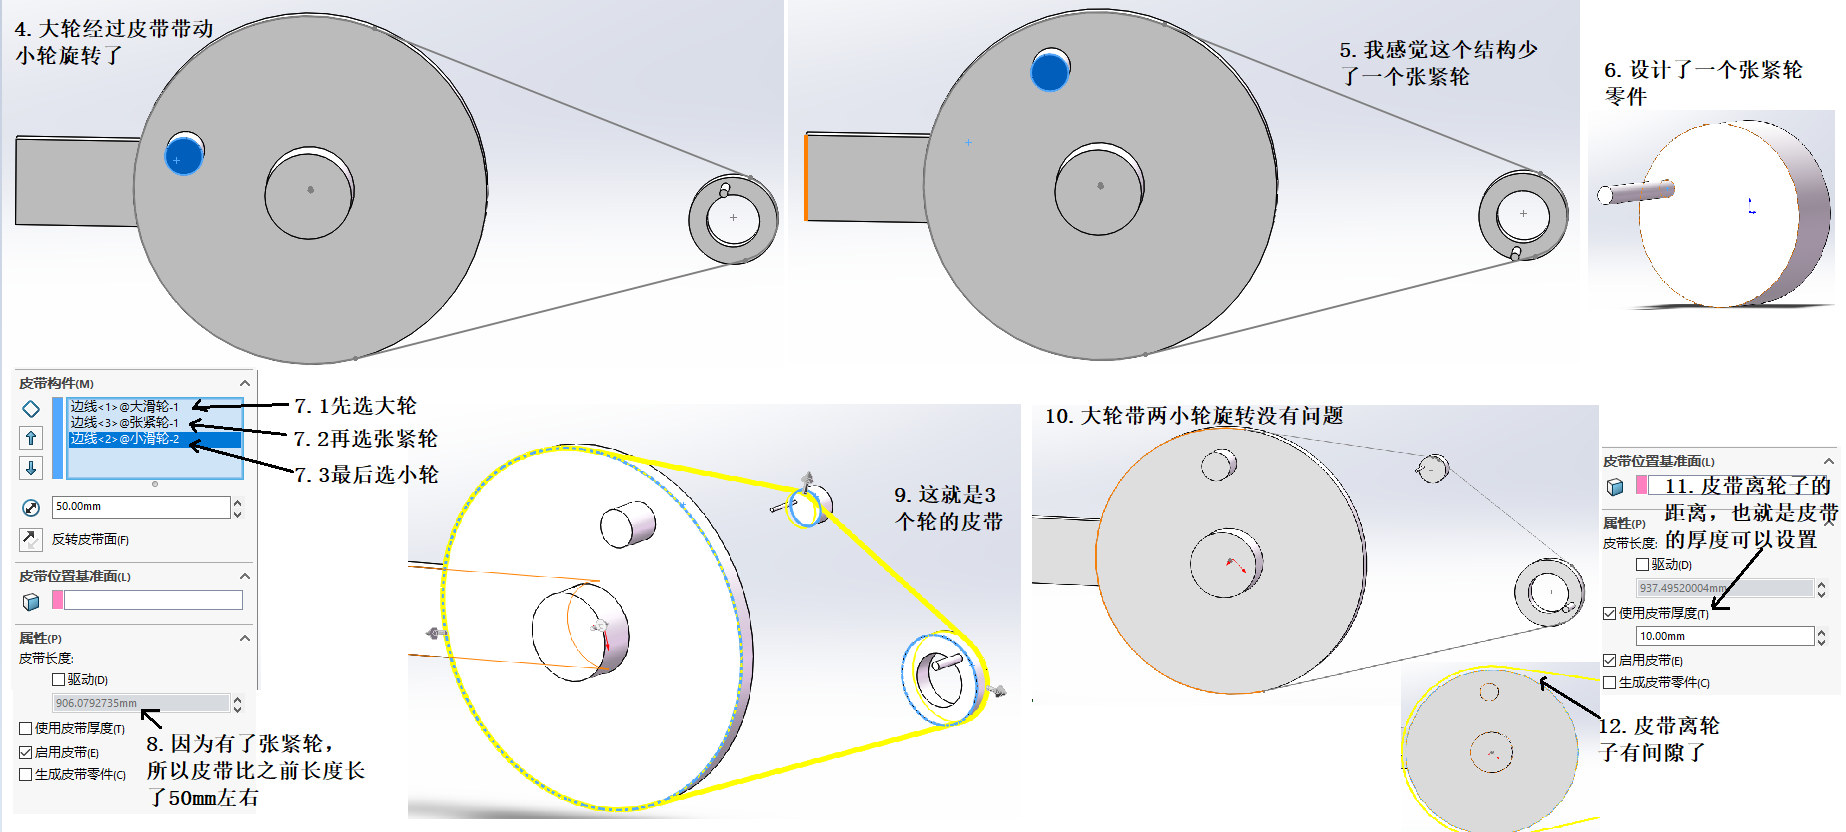 4. 大轮经过皮带带动
小轮旋转了
5. 我感觉这个结构少
了一个张紧轮
6. 设计了一个张紧轮
零件
皮带构件(M)
边线<1>@大滑轮-1
边线<3>@张紧轮-1
边线<2>@小滑轮-2
7.1先选大轮
7.2再选张紧轮
7.3最后选小轮
50.00mm
反转皮带面(F)
皮带位置基准面(L)
属性(P)
皮带长度:
驱动(D)
906.0792735mm
使用皮带厚度(T)
启用皮带(E)
生成皮带零件(C)
8. 因为有了张紧轮，
所以皮带比之前长度长
了50mm左右
9. 这就是3
个轮的皮带
10. 大轮带两小轮旋转没有问题
皮带位置基准面(L)
11. 皮带离轮子的
距离，也就是皮带
的厚度可以设置
属性(P)
皮带长度:
驱动(D)
937.49520004mm
使用皮带厚度(T)
10.00mm
启用皮带(E)
生成皮带零件(C)
12. 皮带离轮
子有间隙了